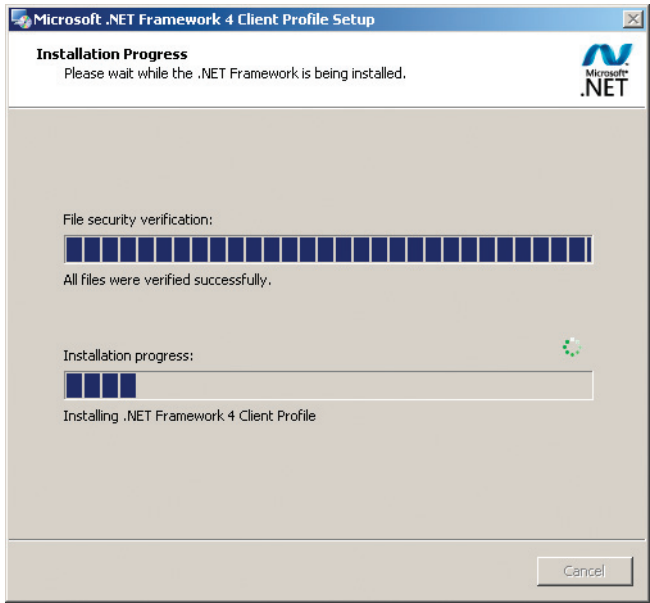 Microsoft .NET Framework 4 Client Profile Setup
Installation Progress
Please wait while the .NET Framework is being installed.
Microsoft
.NET
File security verification:
All files were verified successfully.
Installation progress:
Installing .NET Framework 4 Client Profile
Cancel